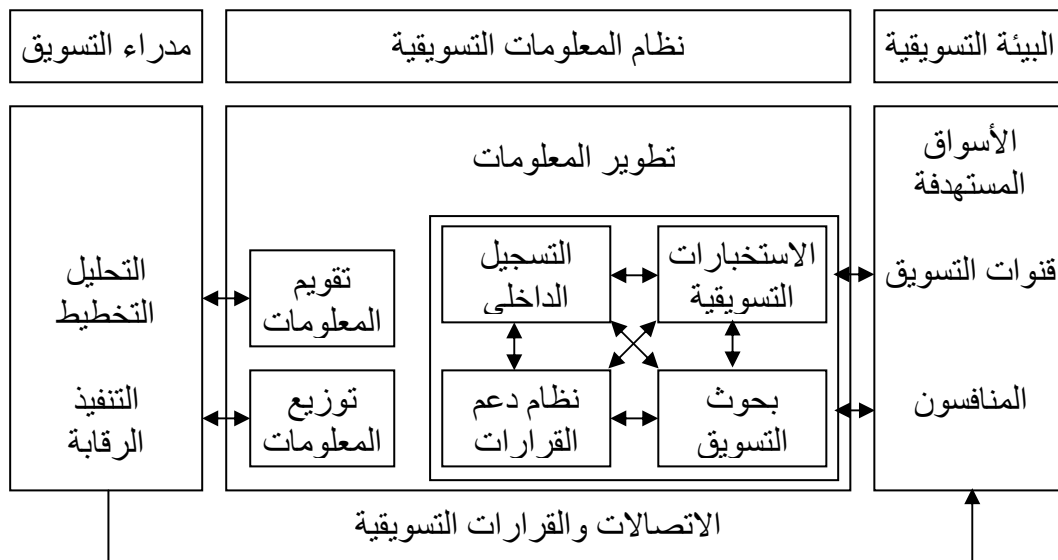 البيئة التسويقية
نظام المعلومات التسويقية
مدراء التسويق
الأسواق
المستهدفة
قنوات التسويق
المنافسون
تطوير المعلومات
الاستخبارات
التسويقية
التسجيل
الداخلى
بحوث
التسويق
نظام دعم
القرارات
تقويم
المعلومات
توزيع
المعلومات
التحليل
التخطيط
التنفيذ
الرقابة
الاتصالات والقرارات التسويقية